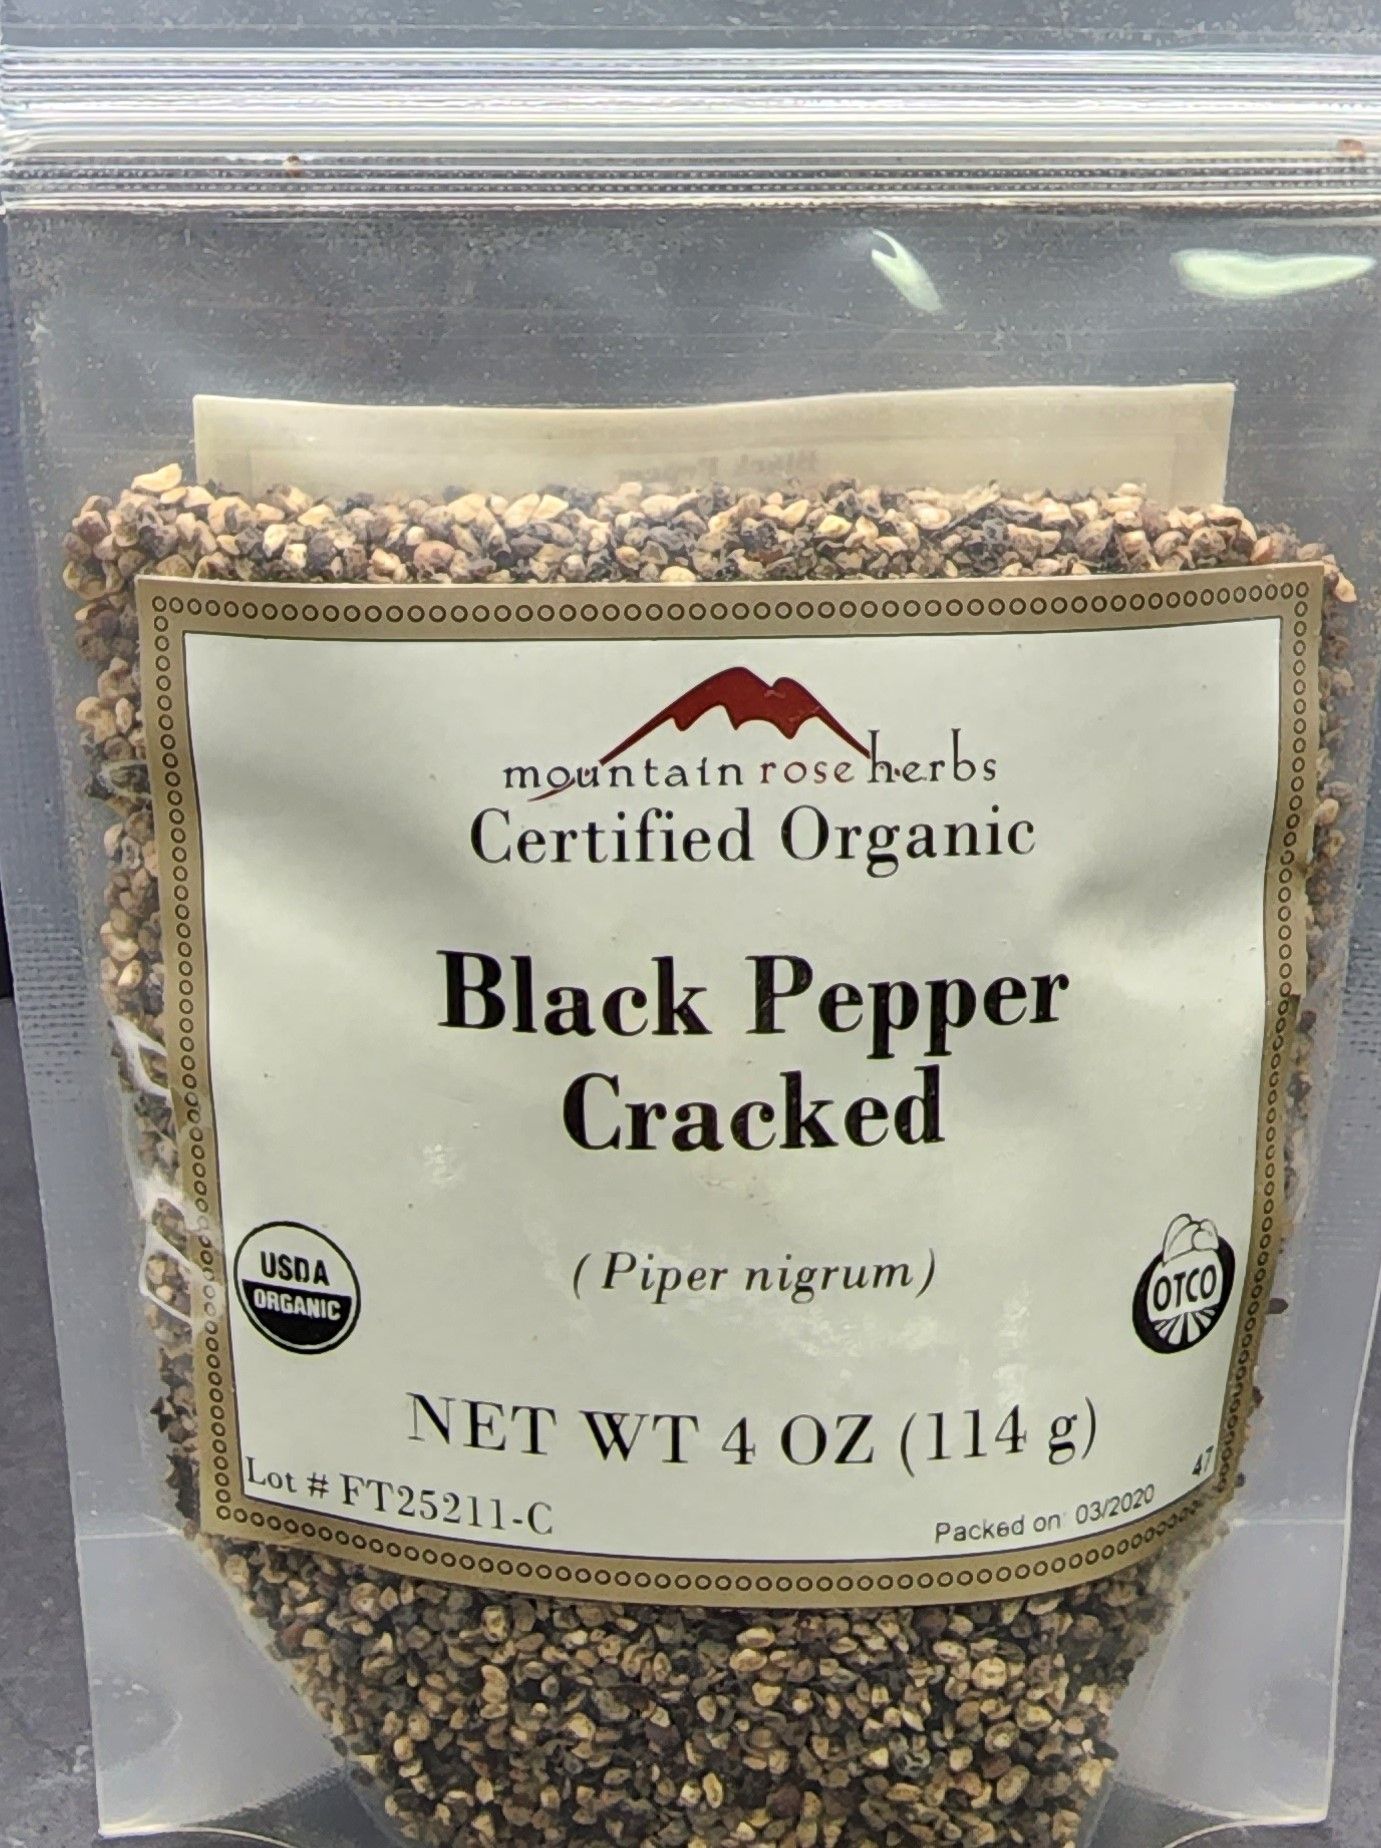 mountain rose herbs
Certified Organic
Black Pepper
Cracked
(Piper nigrum)
USDA
ORGANIC
OTCO
NET WT 4 OZ (114 g)
Lot # FT25211-C
Packed on: 03/2020
47